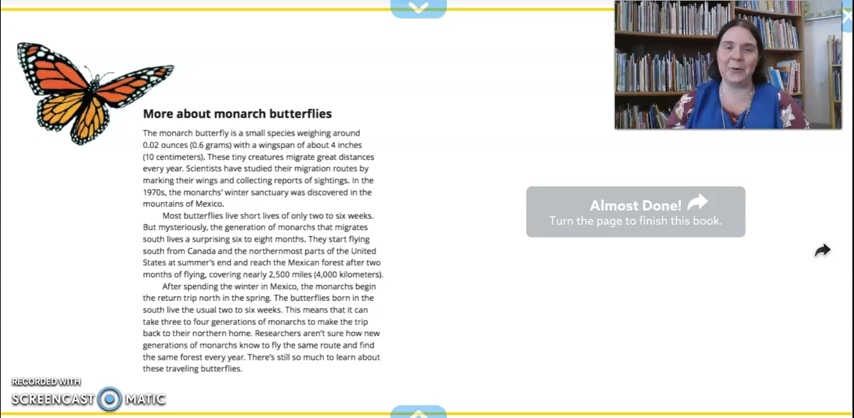 More about monarch butterflies
The monarch butterfly is a small species weighing around
0.02 ounces (0.6 grams) with a wingspan of about 4 inches
(10 centimeters). These tiny creatures migrate great distances
every year. Scientists have studied their migration routes by
marking their wings and collecting reports of sightings. In the
1970s, the monarchs' winter sanctuary was discovered in the
mountains of Mexico.
Most butterflies live short lives of only two to six weeks.
But mysteriously, the generation of monarchs that migrates
south lives a surprising six to eight months. They start flying
south from Canada and the northernmost parts of the United
States at summer's end and reach the Mexican forest after two
months of flying, covering nearly 2,500 miles (4,000 kilometers).
After spending the winter in Mexico, the monarchs begin
the return trip north in the spring. The butterflies born in the
south live the usual two to six weeks. This means that it can
take three to four generations of monarchs to make the trip
back to their northern home. Researchers aren't sure how new
generations of monarchs know to fly the same route and find
the same forest every year. There's still so much to learn about
these traveling butterflies.
Almost Done!
Turn the page to finish this book.
RECORDED WITH
SCREENCAST MATIC